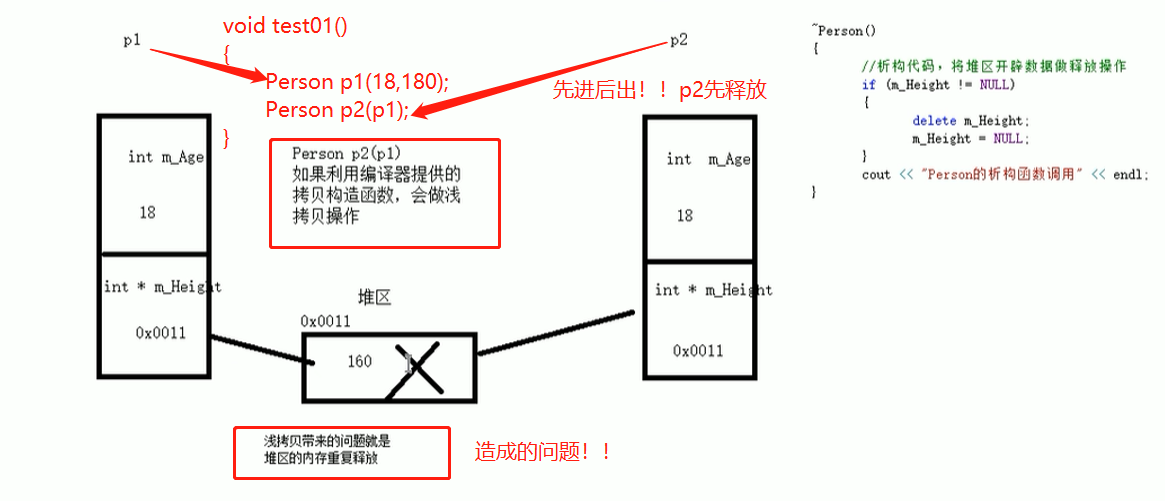 void test01()
{
Person p1(18,180);
Person p2(p1);
}
p1
p2
先进后出！！p2先释放
int m_Age
18
int * m_Height
0x0011
Person p2(p1)
如果利用编译器提供的
拷贝构造函数，会做浅
拷贝操作
堆区
0x0011
160
int m_Age
18
int * m_Height
0x0011
浅拷贝带来的问题就是
堆区的内存重复释放
造成的问题！！
~Person()
{
//析构代码，将堆区开辟数据做释放操作
if (m_Height != NULL)
{
delete m_Height;
m_Height = NULL;
}
cout << "Person的析构函数调用" << endl;
}